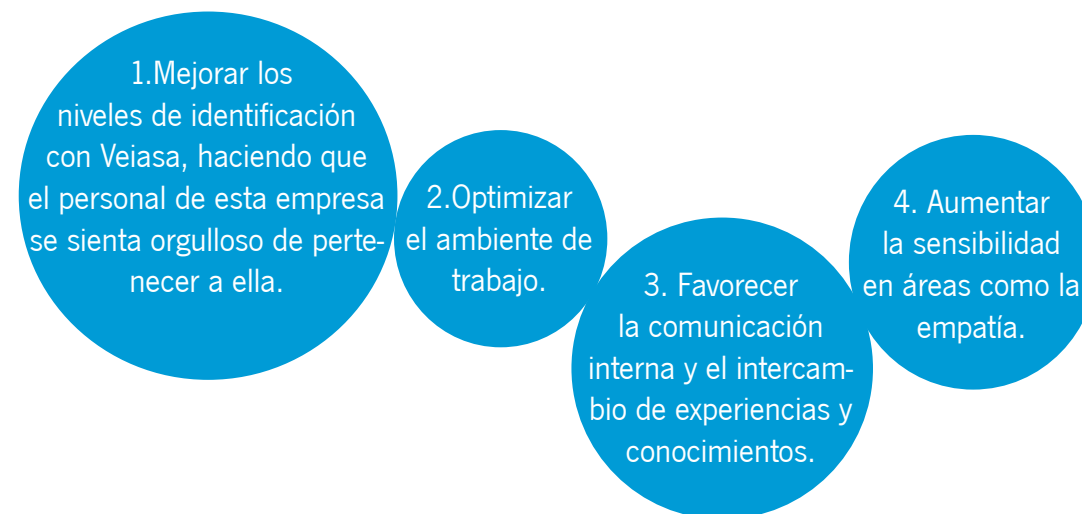 1.Mejorar los
niveles de identificación
con Veiasa, haciendo que
el personal de esta empresa
se sienta orgulloso de perte-
necer a ella.
2.Optimizar
el ambiente de
trabajo.
3. Favorecer
la comunicación
interna y el intercam-
bio de experiencias y
conocimientos.
4. Aumentar
la sensibilidad
en áreas como la
empatía.